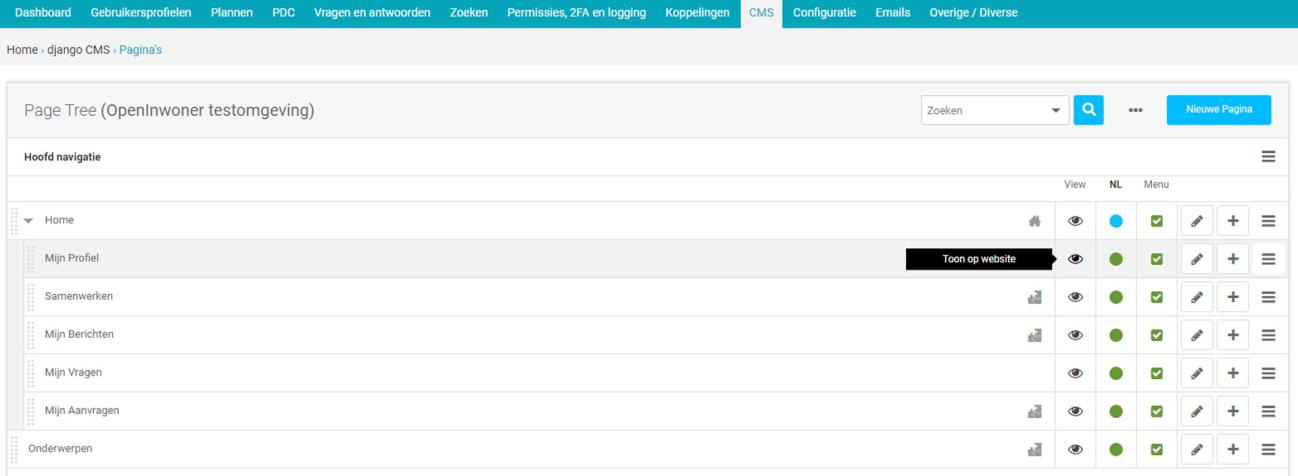 Dashboard Gebruikersprofielen Plannen PDC Vragen en antwoorden Zoeken Permissies, 2FA en logging Koppelingen CMS Configuratie Emails Overige / Diverse
Home › django CMS › Pagina's
Page Tree (OpenInwoner testomgeving) Zoeken Nieuwe Pagina
Hoofd navigatie
View NL Menu
Home
Mijn Profiel Toon op website
Samenwerken
Mijn Berichten
Mijn Vragen
Mijn Aanvragen
Onderwerpen